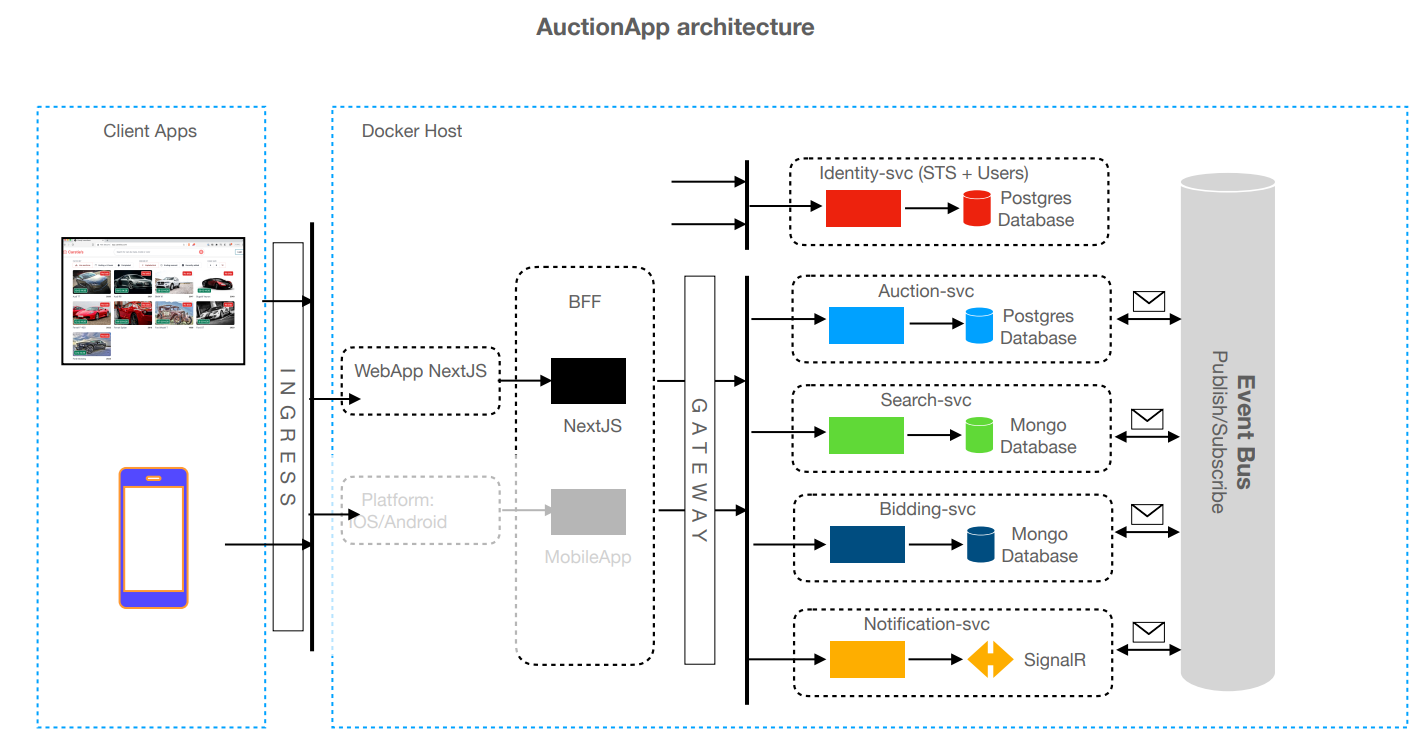 AuctionApp architecture
Client Apps
Docker Host
INGRESS
WebApp NextJS
Platform:
iOS/Android
BFF
NextJS
MobileApp
GATEWAY
Identity-svc (STS + Users)
Postgres
Database
Auction-svc
Postgres
Database
Search-svc
Mongo
Database
Bidding-svc
Mongo
Database
Notification-svc
SignalR
Event Bus
Publish/Subscribe